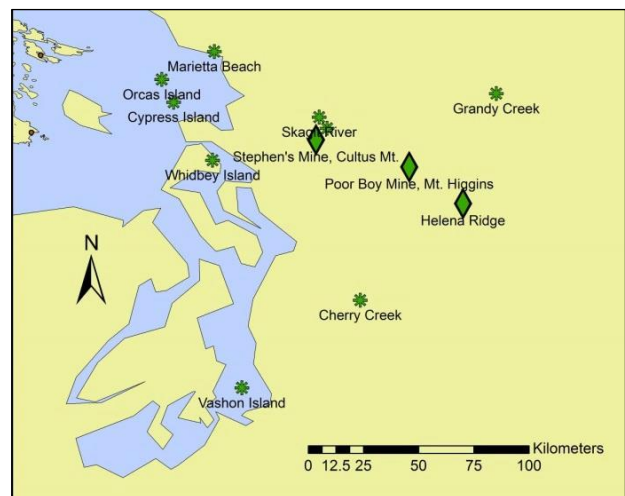 Marietta Beach
Orcas Island
Cypress Island
Grandy Creek
Skagit River
Stephen's Mine, Cultus Mt.
Whidbey Island
Poor Boy Mine, Mt. Higgins
Helena Ridge
N
Cherry Creek
Vashon Island
Kilometers
0 12.5 25 50 75 100